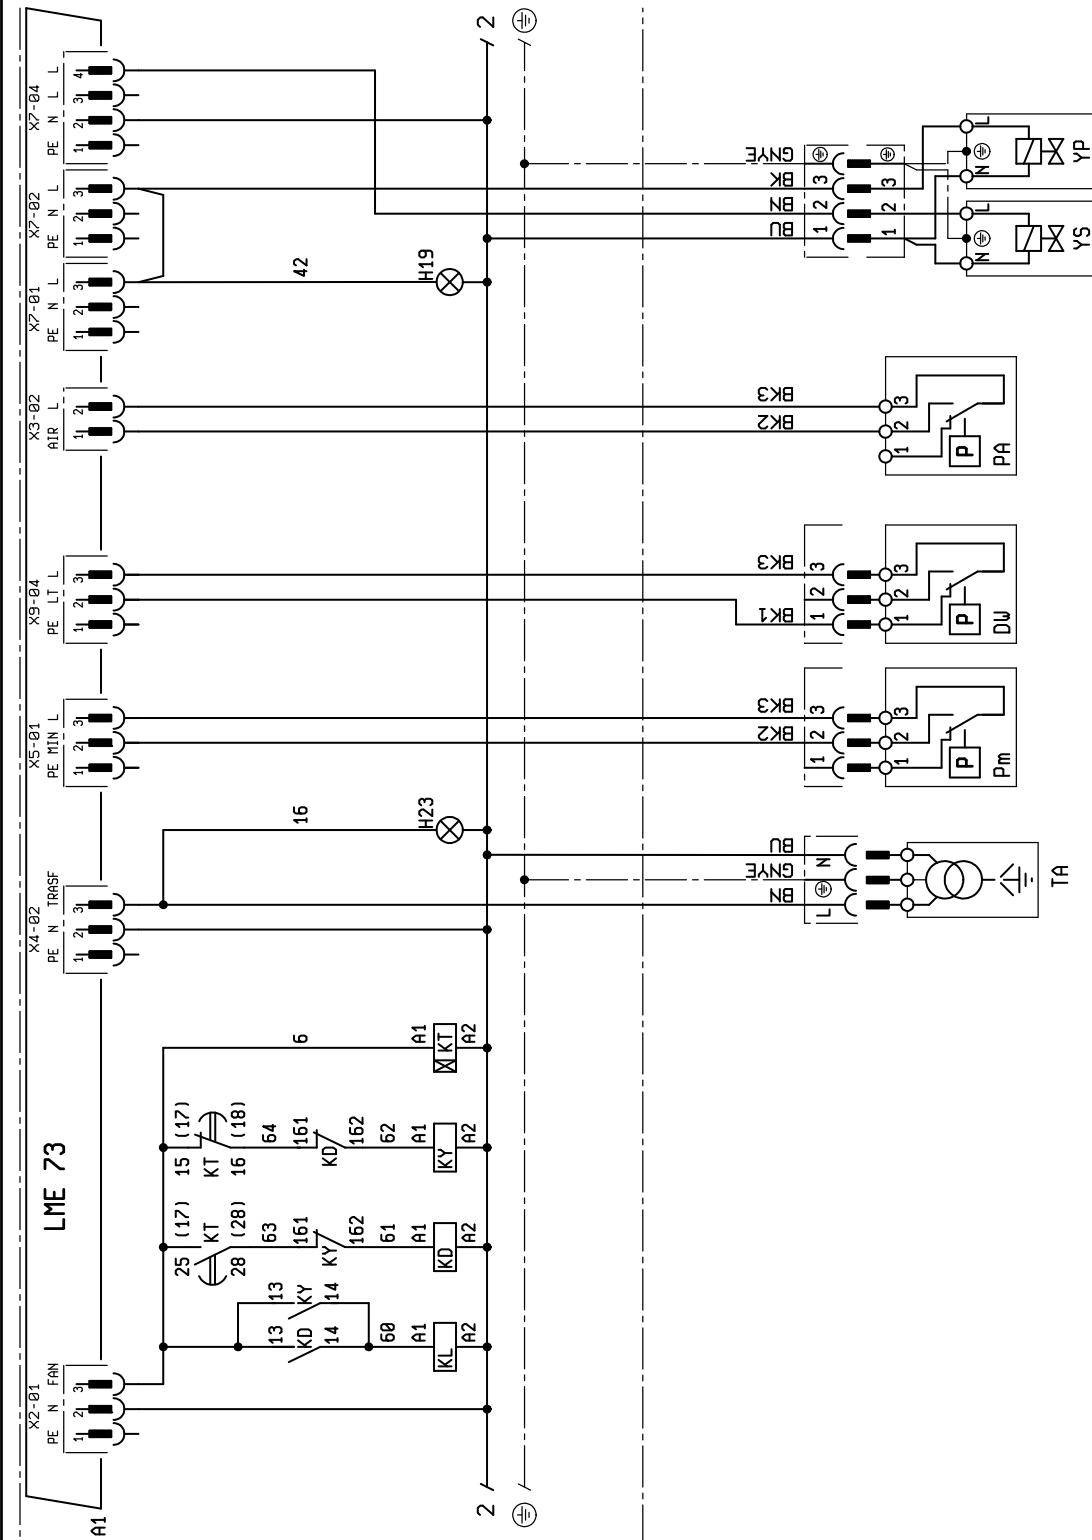 A1
LME 73
X2-01
PE N FAN
1 2 3
X4-02
PE N TRASF
1 2 3
X5-01
PE MIN L
1 2 3
X9-04
PE LT L
1 2 3
X3-02
AIR L
1 2
X7-01
PE N L
1 2 3
X7-02
PE N L
1 2 3
X7-04
PE N L L
1 2 3 4
13
KD
14
13
KY
14
60
A1
KL
A2
25 (17)
KT
28 (28)
63
161
KY
162
61
A1
KD
A2
15 (17)
KT
16 (18)
64
161
KD
162
62
A1
KY
A2
6
A1
KT
A2
16
H23
42
H19
2
2
BN
GNYE
BU
L
N
TA
BK2
BK3
1 2 3
1 2 3
P
Pm
BK1
BK3
1 2 3
1 2 3
P
DW
BK2
BK3
1 2 3
P
PA
BU
BN
BK
GNYE
1 2 3
1 2 3
N L
YS
N L
YP